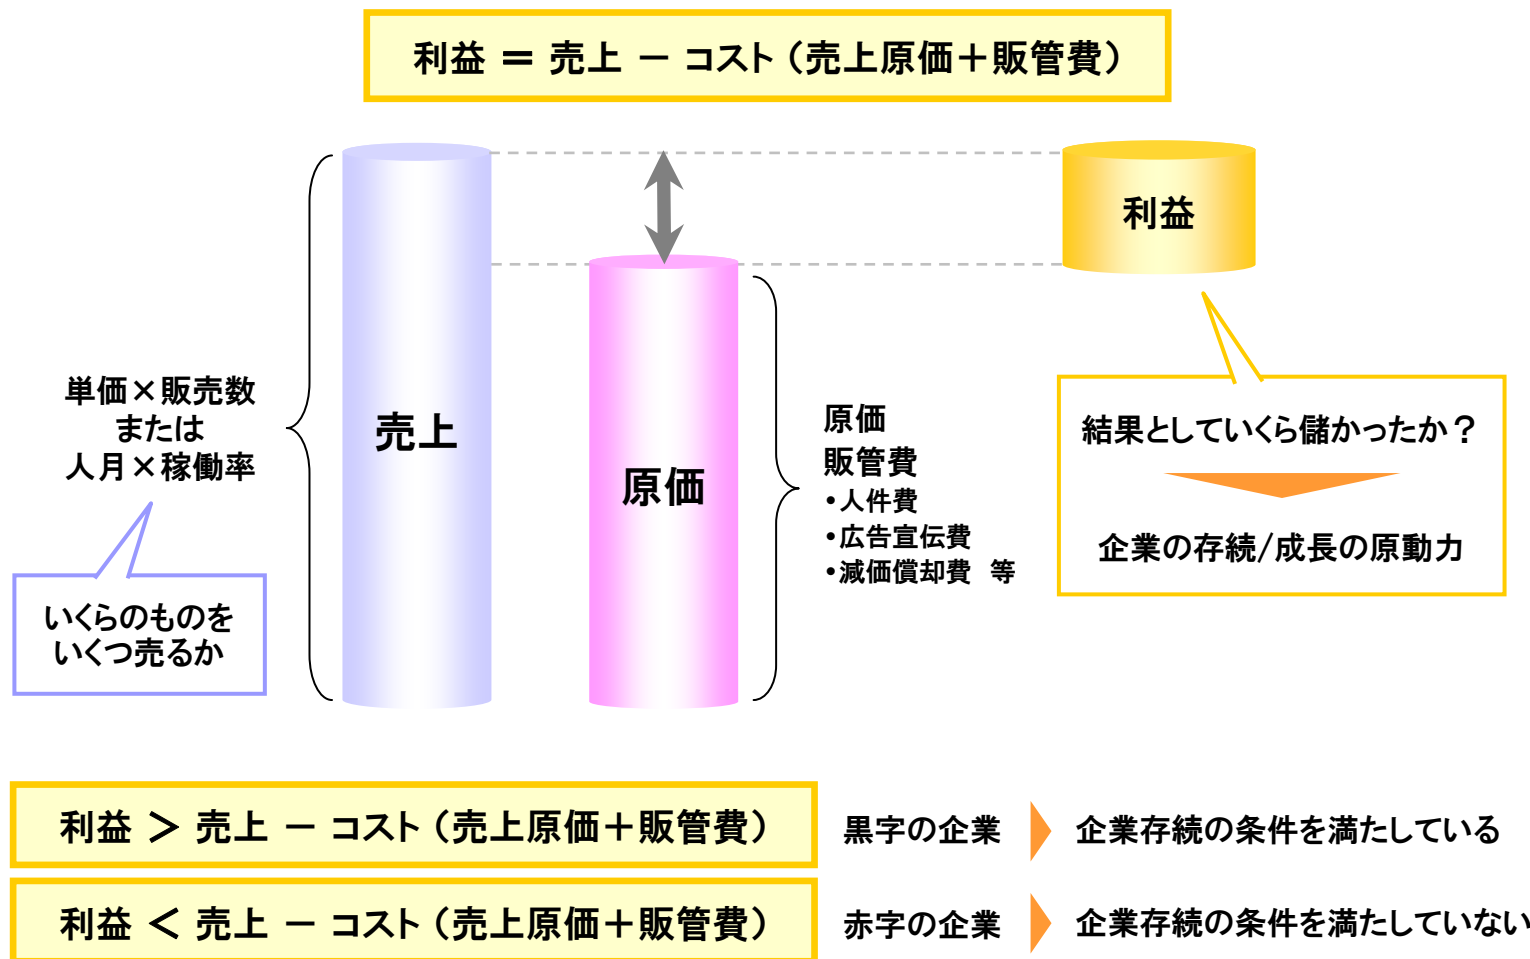 利益 ＝ 売上 － コスト（売上原価＋販管費）
利益
単価×販売数
または
人月×稼働率
売上
原価
原価
販管費
・人件費
・広告宣伝費
・減価償却費　等
結果としていくら儲かったか？
企業の存続/成長の原動力
いくらのものを
いくつ売るか
利益 ＞ 売上 － コスト（売上原価＋販管費）
黒字の企業
企業存続の条件を満たしている
利益 ＜ 売上 － コスト（売上原価＋販管費）
赤字の企業
企業存続の条件を満たしていない